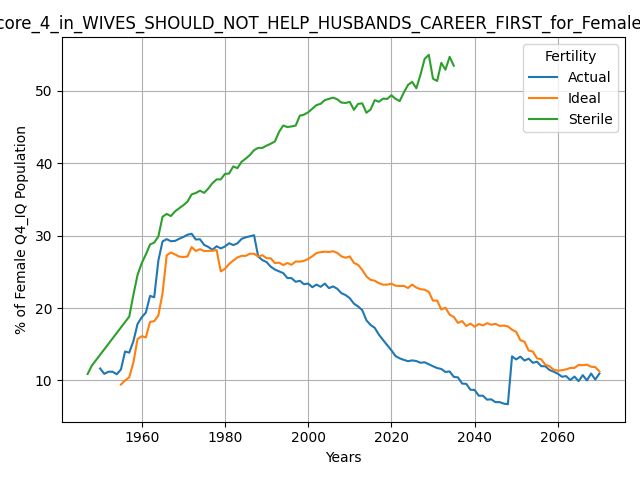 core_4_in_WIVES_SHOULD_NOT_HELP_HUSBANDS_CAREER_FIRST_for_Female
% of Female Q4_IQ Population
50
40
30
20
10
Fertility
Actual
Ideal
Sterile
1960 1980 2000 2020 2040 2060
Years